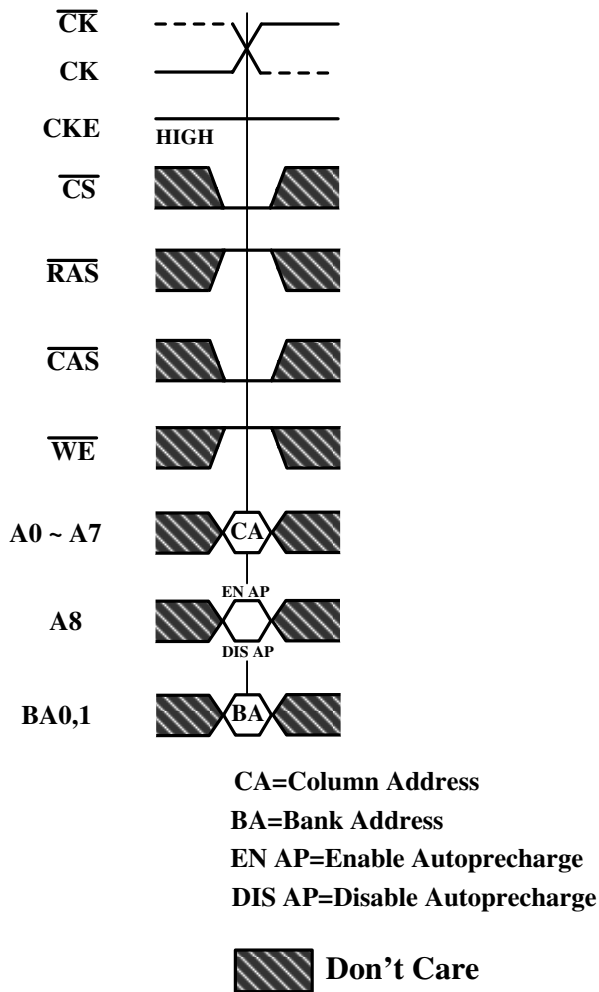 CK
CK
CKE
HIGH
CS
RAS
CAS
WE
A0 ~ A7
CA
EN AP
A8
DIS AP
BA0,1
BA
CA=Column Address
BA=Bank Address
EN AP=Enable Autoprecharge
DIS AP=Disable Autoprecharge
Don't Care